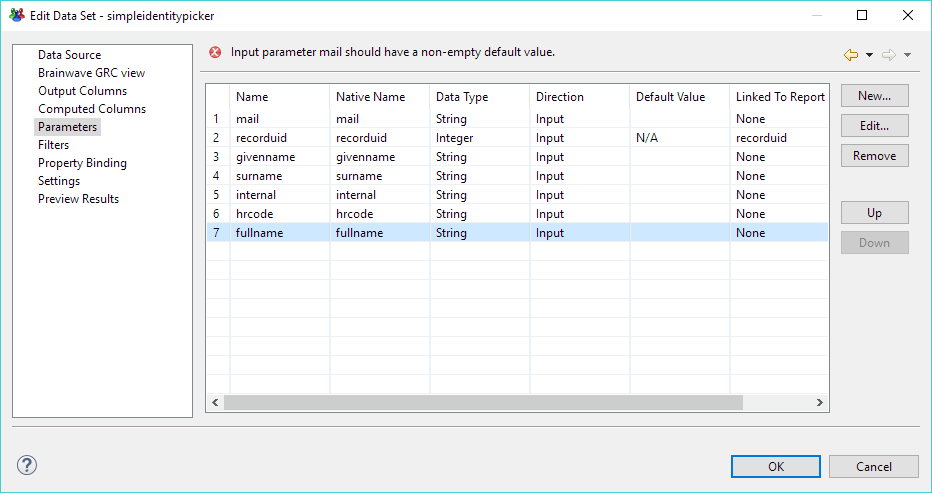 Edit Data Set - simpleidentitypicker
Data Source
Brainwave GRC view
Output Columns
Computed Columns
Parameters
Filters
Property Binding
Settings
Preview Results
Input parameter mail should have a non-empty default value.
Name Native Name Data Type Direction Default Value Linked To Report
1 mail mail String Input None
2 recorduid recorduid Integer Input N/A recorduid
3 givenname givenname String Input None
4 surname surname String Input None
5 internal internal String Input None
6 hrcode hrcode String Input None
7 fullname fullname String Input None
New...
Edit...
Remove
Up
Down
?
OK Cancel